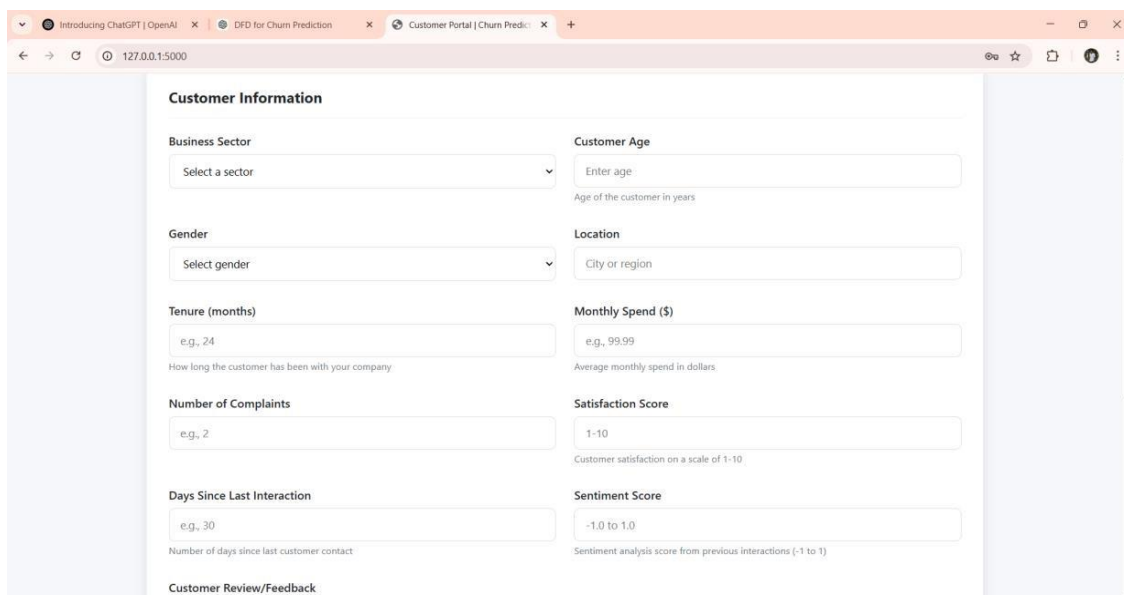 Introducing ChatGPT | OpenAI
DFD for Churn Prediction
Customer Portal | Churn Predic
127.0.0.1:5000
Customer Information
Business Sector
Customer Age
Select a sector
Enter age
Age of the customer in years
Gender
Location
Select gender
City or region
Tenure (months)
Monthly Spend ($)
e.g., 24
e.g., 99.99
How long the customer has been with your company
Average monthly spend in dollars
Number of Complaints
Satisfaction Score
e.g., 2
1-10
Customer satisfaction on a scale of 1-10
Days Since Last Interaction
Sentiment Score
e.g., 30
-1.0 to 1.0
Number of days since last customer contact
Sentiment analysis score from previous interactions (-1 to 1)
Customer Review/Feedback